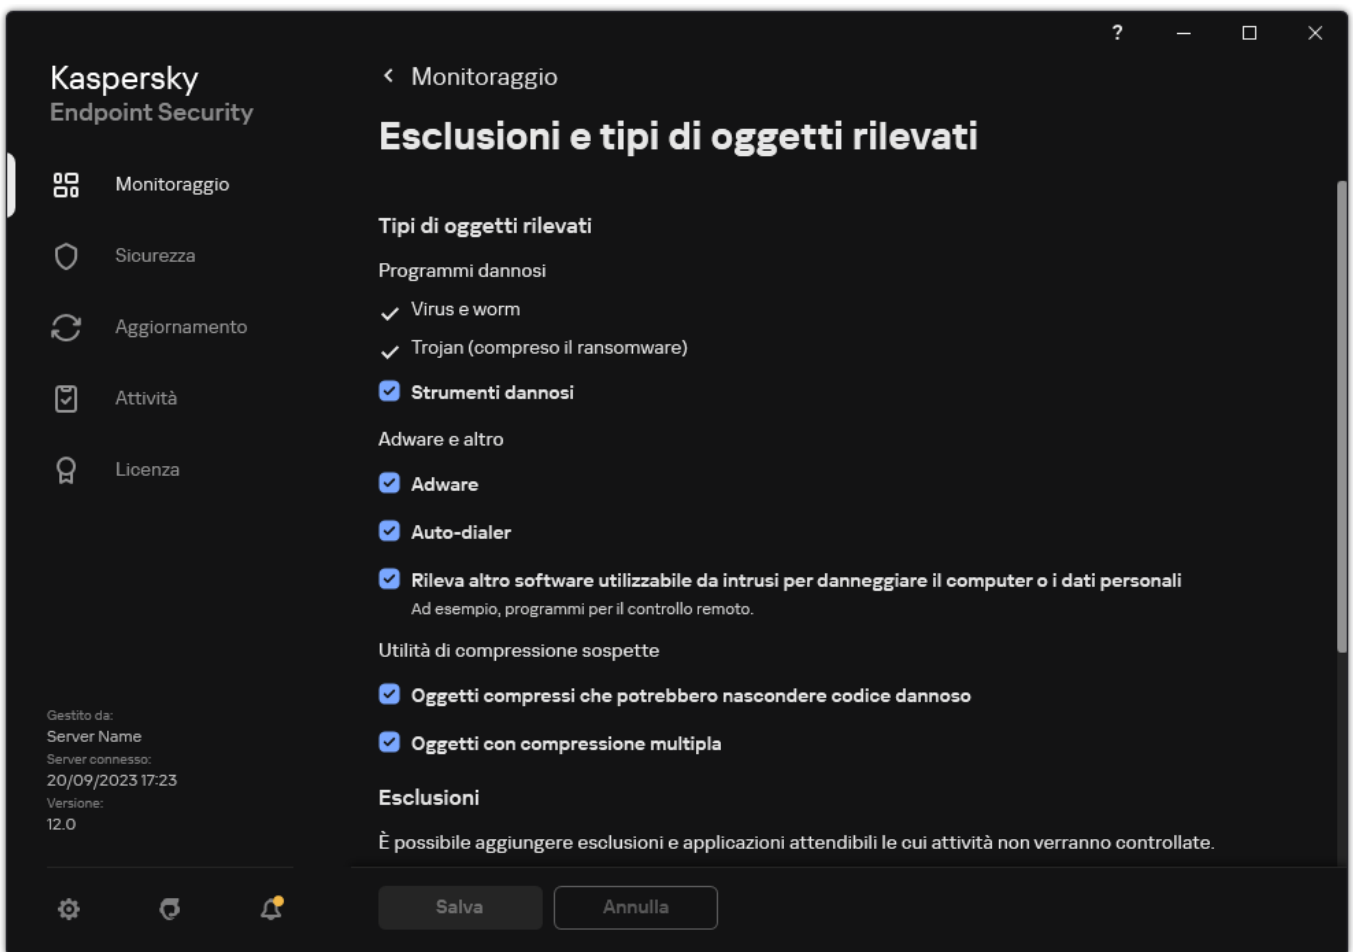 ?
Kaspersky
Endpoint Security
Monitoraggio
Sicurezza
Aggiornamento
Attività
Licenza
Gestito da:
Server Name
Server connesso:
20/09/2023 17:23
Versione:
12.0
Monitoraggio
Esclusioni e tipi di oggetti rilevati
Tipi di oggetti rilevati
Programmi dannosi
Virus e worm
Trojan (compreso il ransomware)
Strumenti dannosi
Adware e altro
Adware
Auto-dialer
Rileva altro software utilizzabile da intrusi per danneggiare il computer o i dati personali
Ad esempio, programmi per il controllo remoto.
Utilità di compressione sospette
Oggetti compressi che potrebbero nascondere codice dannoso
Oggetti con compressione multipla
Esclusioni
È possibile aggiungere esclusioni e applicazioni attendibili le cui attività non verranno controllate.
Salva
Annulla